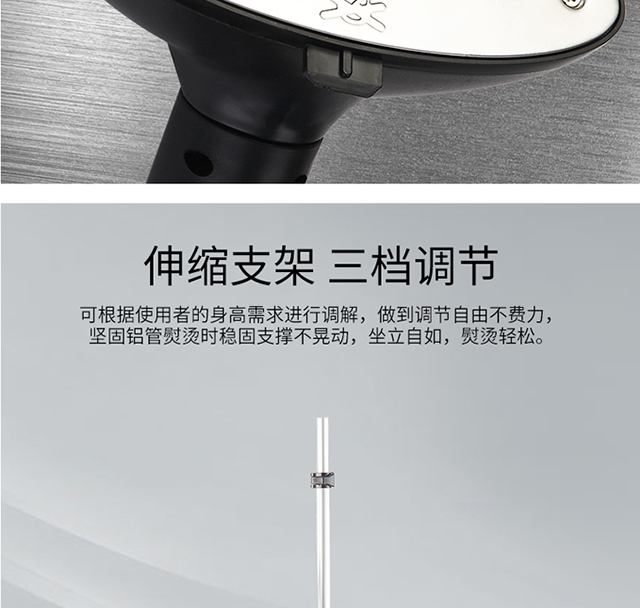 伸缩支架 三档调节
可根据使用者的身高需求进行调解，做到调节自由不费力，
坚固铝管熨烫时稳固支撑不晃动，坐立自如，熨烫轻松。